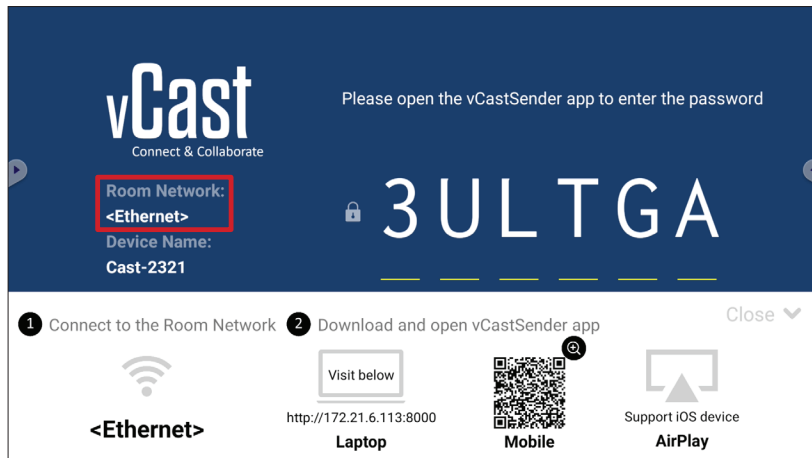 vCast
Connect & Collaborate
Please open the vCastSender app to enter the password
Room Network:
<Ethernet>
Device Name:
Cast-2321
3ULTGA
Close
1 Connect to the Room Network
2 Download and open vCastSender app
<Ethernet>
Visit below
http://172.21.6.113:8000
Laptop
Mobile
Support iOS device
AirPlay